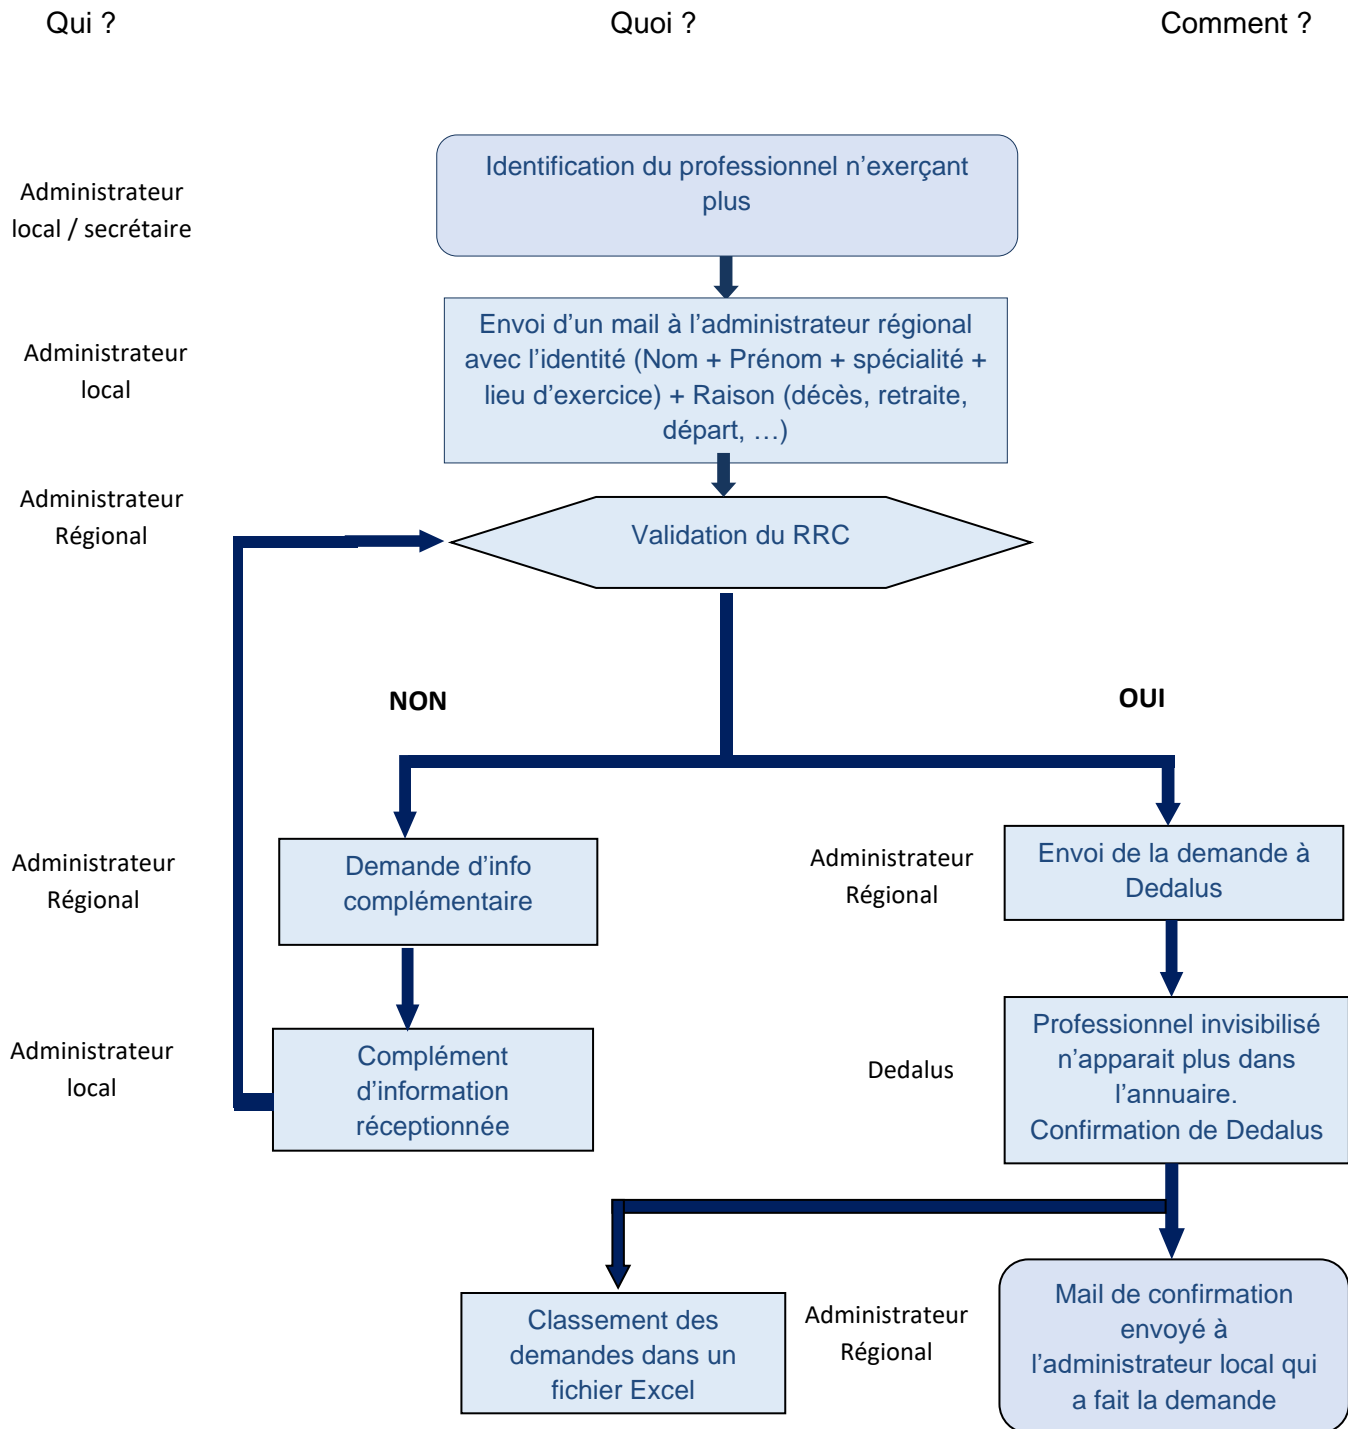 Qui ?
Quoi ?
Comment ?
Administrateur
local / secrétaire
Identification du professionnel n’exerçant
plus
Administrateur
local
Envoi d’un mail à l’administrateur régional
avec l’identité (Nom + Prénom + spécialité +
lieu d’exercice) + Raison (décès, retraite,
départ, …)
Administrateur
Régional
Validation du RRC
NON
OUI
Administrateur
Régional
Demande d’info
complémentaire
Administrateur
Régional
Envoi de la demande à
Dedalus
Administrateur
local
Complément
d’information
réceptionnée
Dedalus
Professionnel invisibilisé
n’apparait plus dans
l’annuaire.
Confirmation de Dedalus
Classement des
demandes dans un
fichier Excel
Administrateur
Régional
Mail de confirmation
envoyé à
l’administrateur local qui
a fait la demande